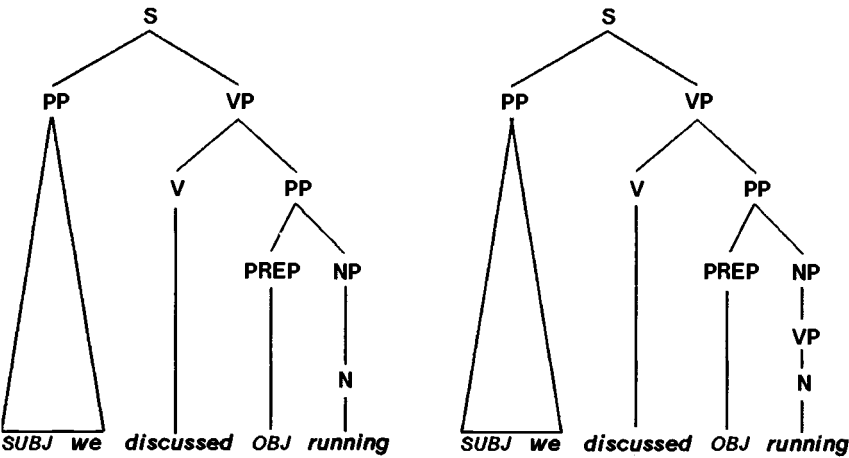 S S
PP VP PP VP
V PP V PP
PREP NP PREP NP
VP
N N
SUBJ we discussed OBJ running SUBJ we discussed OBJ running